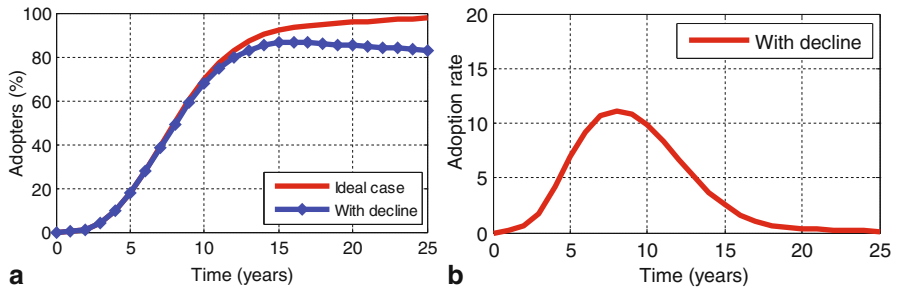 100
80
60
40
20
0
Adopters (%)
0 5 10 15 20 25
Time (years)
Ideal case
With decline
a
20
15
10
5
0
Adoption rate
0 5 10 15 20 25
Time (years)
With decline
b